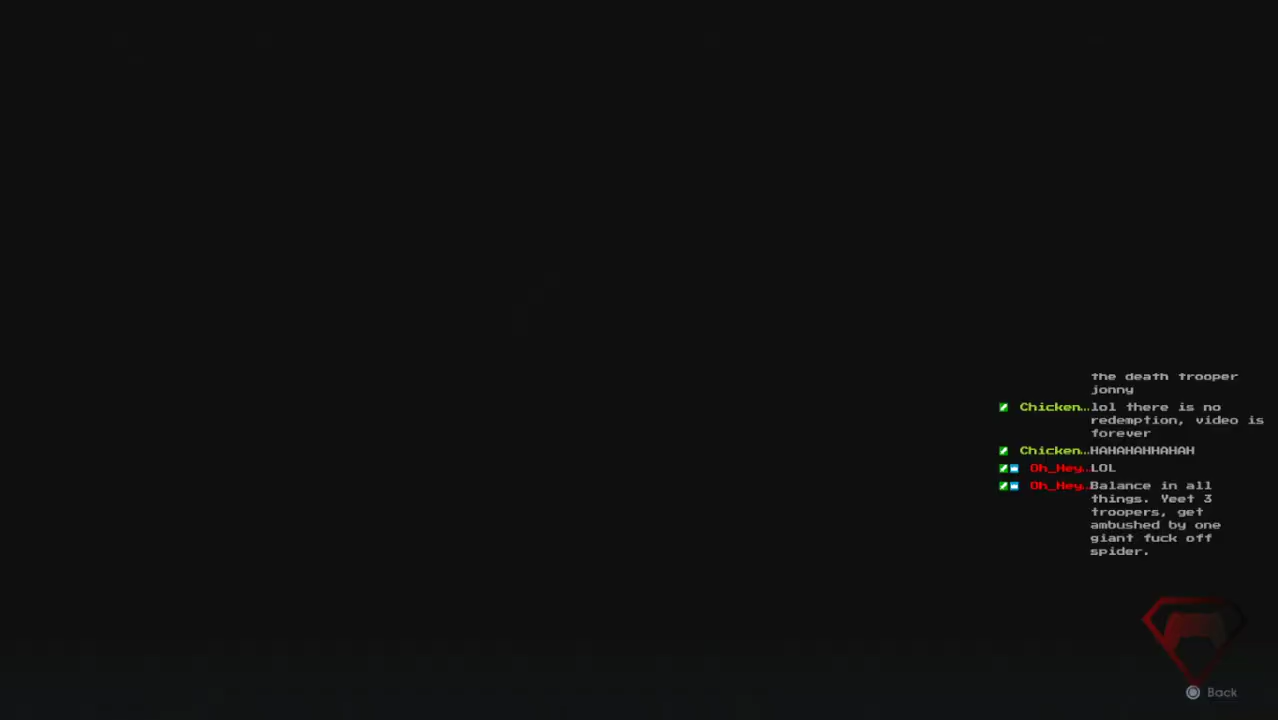 the death trooper
jonny
Chicken…lol there is no
redemption, video is
forever
Chicken…HAHAHAHHAHAH
Oh_Hey…LOL
Oh_Hey…Balance in all
things. Yeet 3
troopers, get
ambushed by one
giant fuck off
spider.
Back